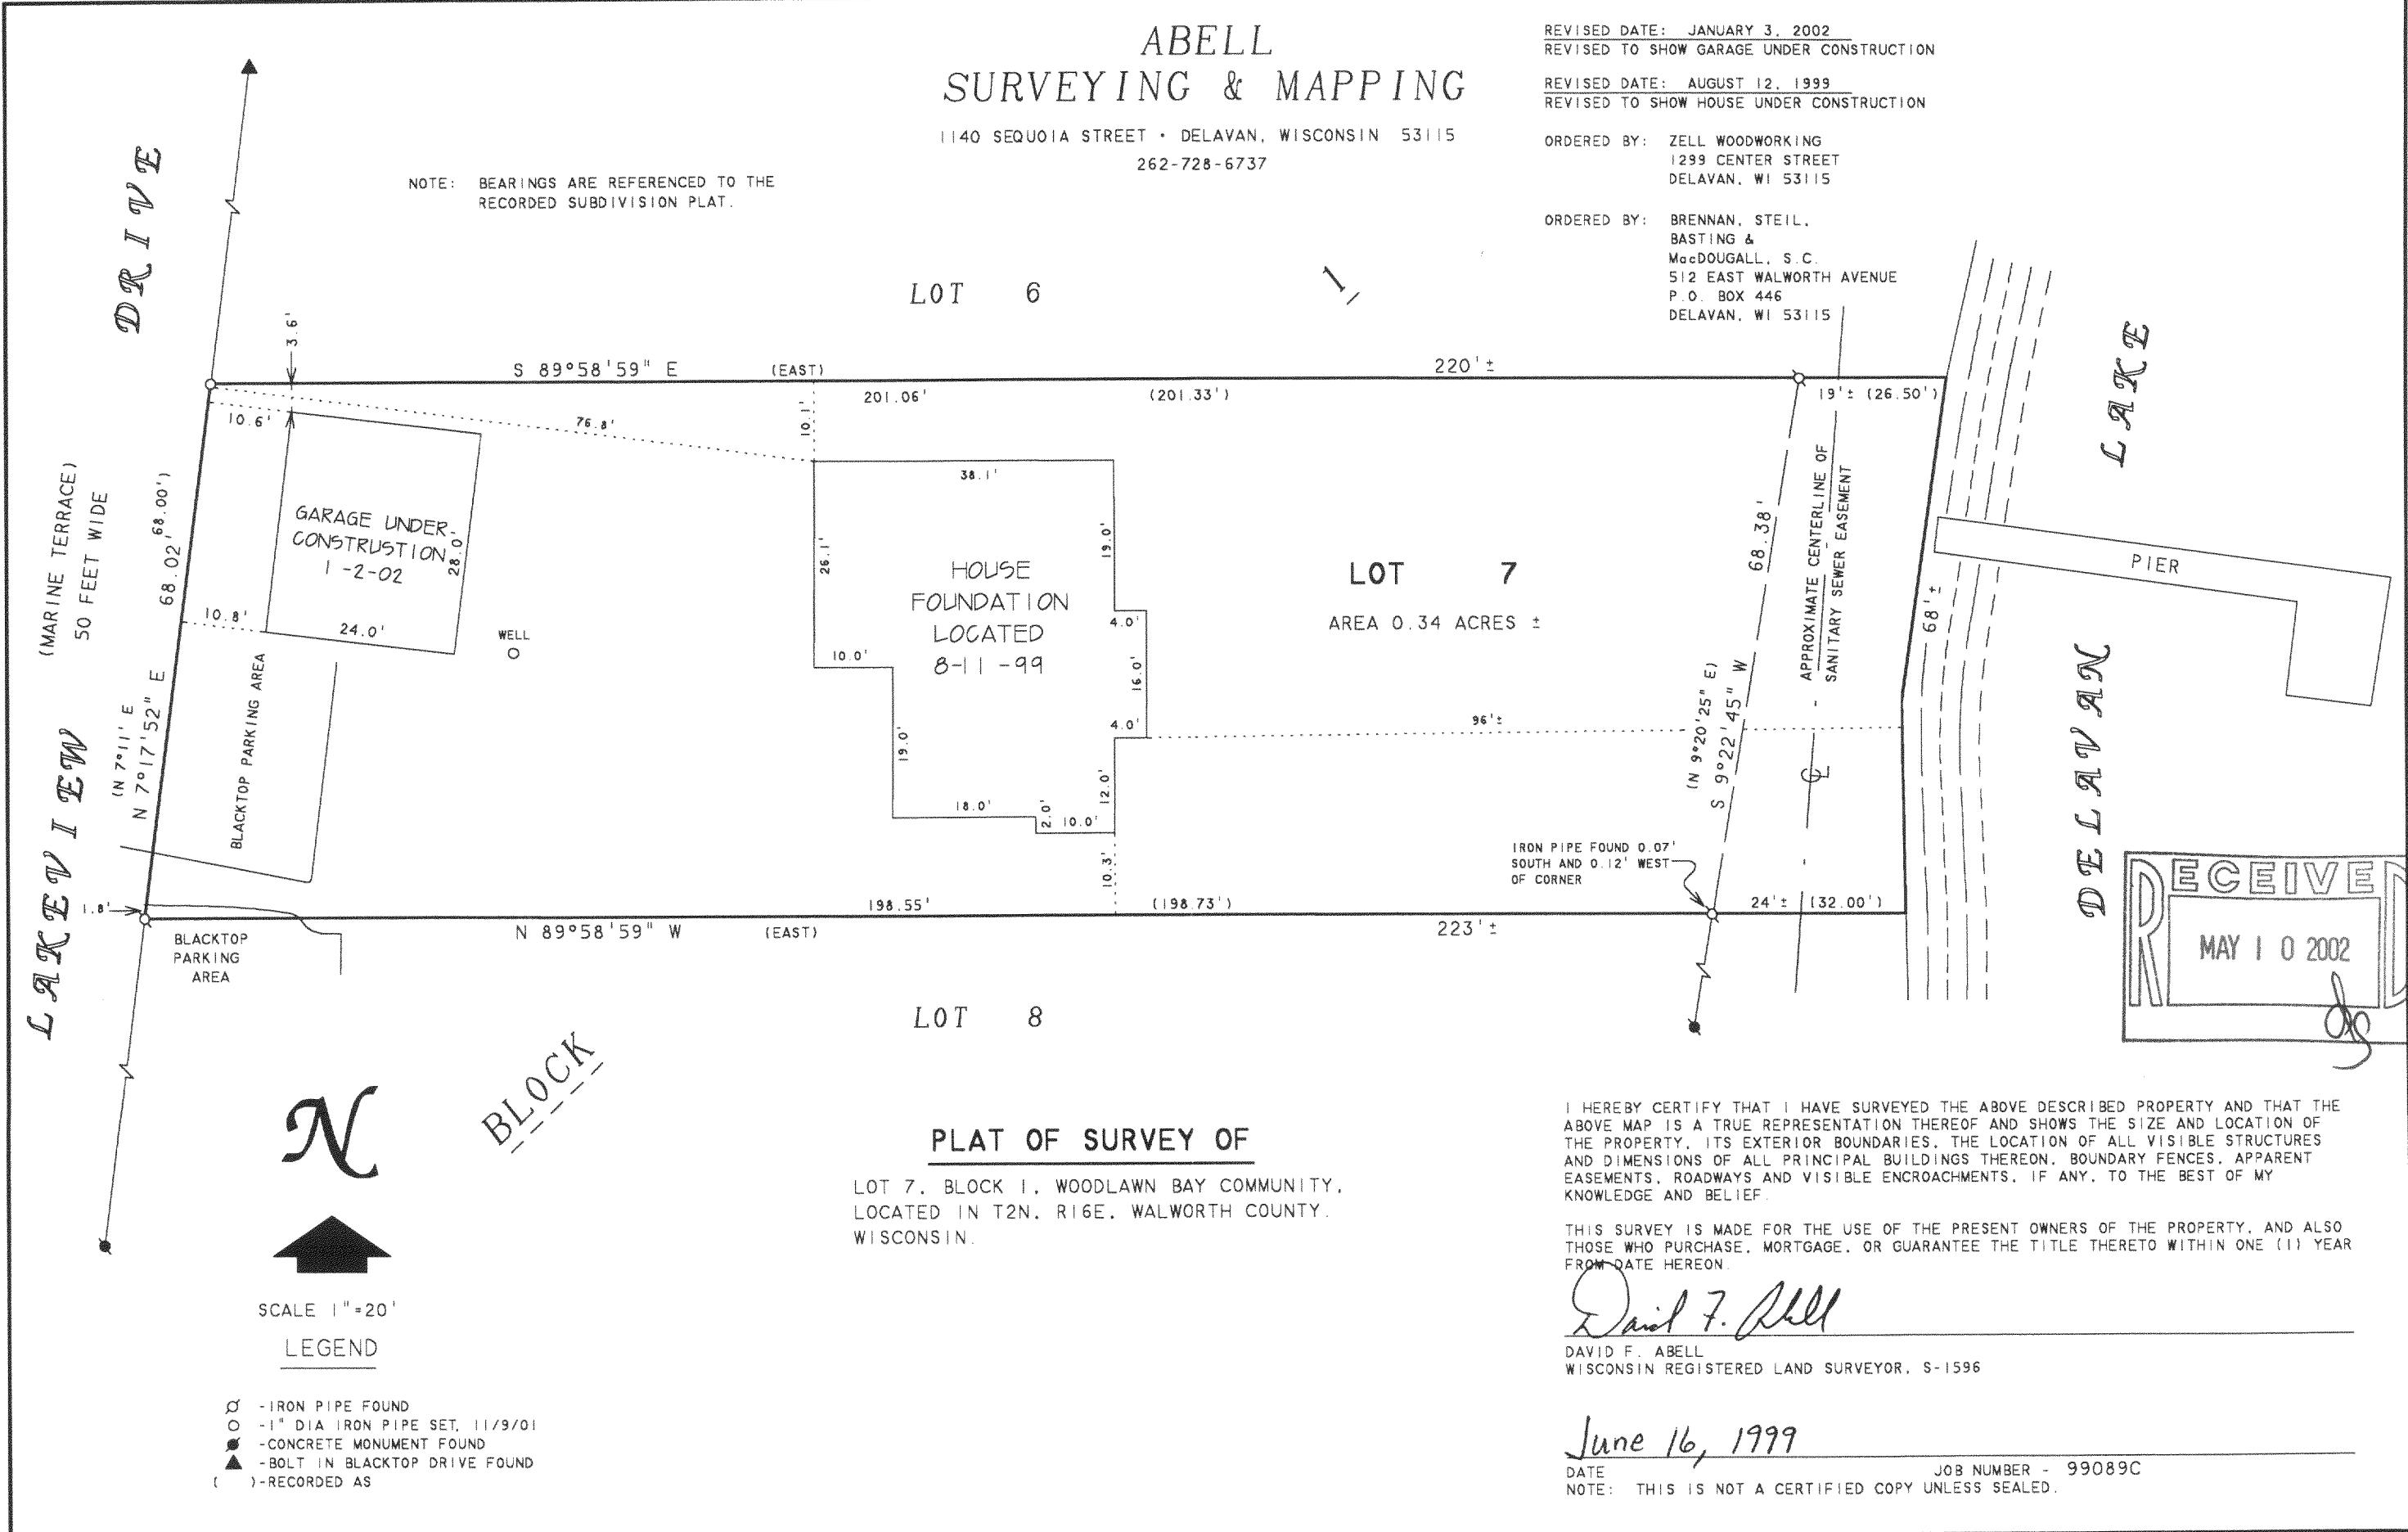 ABELL
SURVEYING & MAPPING
1140 SEQUOIA STREET • DELAVAN, WISCONSIN 53115
262-728-6737
REVISED DATE: JANUARY 3, 2002
REVISED TO SHOW GARAGE UNDER CONSTRUCTION
REVISED DATE: AUGUST 12, 1999
REVISED TO SHOW HOUSE UNDER CONSTRUCTION
ORDERED BY: ZELL WOODWORKING
1299 CENTER STREET
DELAVAN, WI 53115
ORDERED BY: BRENNAN, STEIL,
BASTING &
MacDOUGALL, S.C.
512 EAST WALWORTH AVENUE
P.O. BOX 446
DELAVAN, WI 53115
NOTE: BEARINGS ARE REFERENCED TO THE
RECORDED SUBDIVISION PLAT.
LAKEVIEW DRIVE
(MARINE TERRACE)
50 FEET WIDE
LOT 6
3.6'
S 89°58'59" E (EAST) 220'±
201.06' (201.33') 19'± (26.50')
10.6'
76.8'
10.1'
68.02' (68.00')
(N 7°11' E
N 7°17'52" E
GARAGE UNDER-
CONSTRUSTION
1-2-02
28.0'
24.0'
10.8'
WELL
BLACKTOP PARKING AREA
38.1'
26.1'
19.0'
HOUSE
FOUNDATION
LOCATED
8-11-99
4.0'
16.0'
4.0'
10.0'
19.0'
18.0'
2.0'
10.0'
12.0'
10.3'
LOT 7
AREA 0.34 ACRES ±
96'±
68.38'
(N 9°20'25" E)
S 9°22'45" W
APPROXIMATE CENTERLINE OF
SANITARY SEWER EASEMENT
CL
68'±
PIER
DELAVAN LAKE
IRON PIPE FOUND 0.07'
SOUTH AND 0.12' WEST
OF CORNER
1.8'
198.55' (198.73') 24'± (32.00')
N 89°58'59" W (EAST) 223'±
BLACKTOP
PARKING
AREA
LOT 8
BLOCK 1
RECEIVED
MAY 10 2002
N
SCALE 1"=20'
LEGEND
-IRON PIPE FOUND
-1" DIA IRON PIPE SET, 11/9/01
-CONCRETE MONUMENT FOUND
-BOLT IN BLACKTOP DRIVE FOUND
( )-RECORDED AS
PLAT OF SURVEY OF
LOT 7, BLOCK 1, WOODLAWN BAY COMMUNITY,
LOCATED IN T2N, R16E, WALWORTH COUNTY,
WISCONSIN.
I HEREBY CERTIFY THAT I HAVE SURVEYED THE ABOVE DESCRIBED PROPERTY AND THAT THE
ABOVE MAP IS A TRUE REPRESENTATION THEREOF AND SHOWS THE SIZE AND LOCATION OF
THE PROPERTY, ITS EXTERIOR BOUNDARIES, THE LOCATION OF ALL VISIBLE STRUCTURES
AND DIMENSIONS OF ALL PRINCIPAL BUILDINGS THEREON, BOUNDARY FENCES, APPARENT
EASEMENTS, ROADWAYS AND VISIBLE ENCROACHMENTS, IF ANY, TO THE BEST OF MY
KNOWLEDGE AND BELIEF.
THIS SURVEY IS MADE FOR THE USE OF THE PRESENT OWNERS OF THE PROPERTY, AND ALSO
THOSE WHO PURCHASE, MORTGAGE, OR GUARANTEE THE TITLE THERETO WITHIN ONE (1) YEAR
FROM DATE HEREON.
David F. Abell
DAVID F. ABELL
WISCONSIN REGISTERED LAND SURVEYOR, S-1596
June 16, 1999
DATE JOB NUMBER - 99089C
NOTE: THIS IS NOT A CERTIFIED COPY UNLESS SEALED.